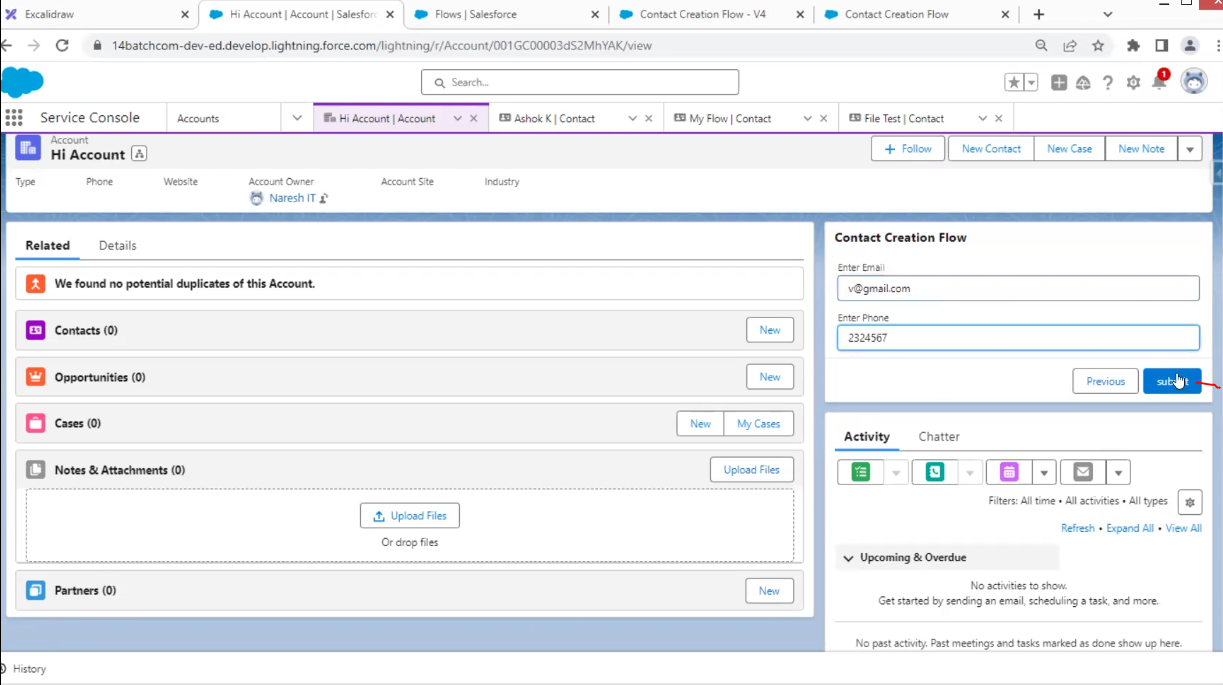 Excalidraw
Hi Account | Account | Salesforc
Flows | Salesforce
Contact Creation Flow - V4
Contact Creation Flow
14batchcom-dev-ed.develop.lightning.force.com/lightning/r/Account/001GC00003dS2MhYAK/view
Search...
1
Service Console
Accounts
Hi Account | Account
Ashok K | Contact
My Flow | Contact
File Test | Contact
Account
Hi Account
+ Follow
New Contact
New Case
New Note
Type
Phone
Website
Account Owner
Account Site
Industry
Naresh IT
Related
Details
We found no potential duplicates of this Account.
Contacts (0)
New
Opportunities (0)
New
Cases (0)
New
My Cases
Notes & Attachments (0)
Upload Files
Upload Files
Or drop files
Partners (0)
New
Contact Creation Flow
Enter Email
v@gmail.com
Enter Phone
2324567
Previous
submit
Activity
Chatter
Filters: All time • All activities • All types
Refresh • Expand All • View All
Upcoming & Overdue
No activities to show.
Get started by sending an email, scheduling a task, and more.
No past activity. Past meetings and tasks marked as done show up here.
History